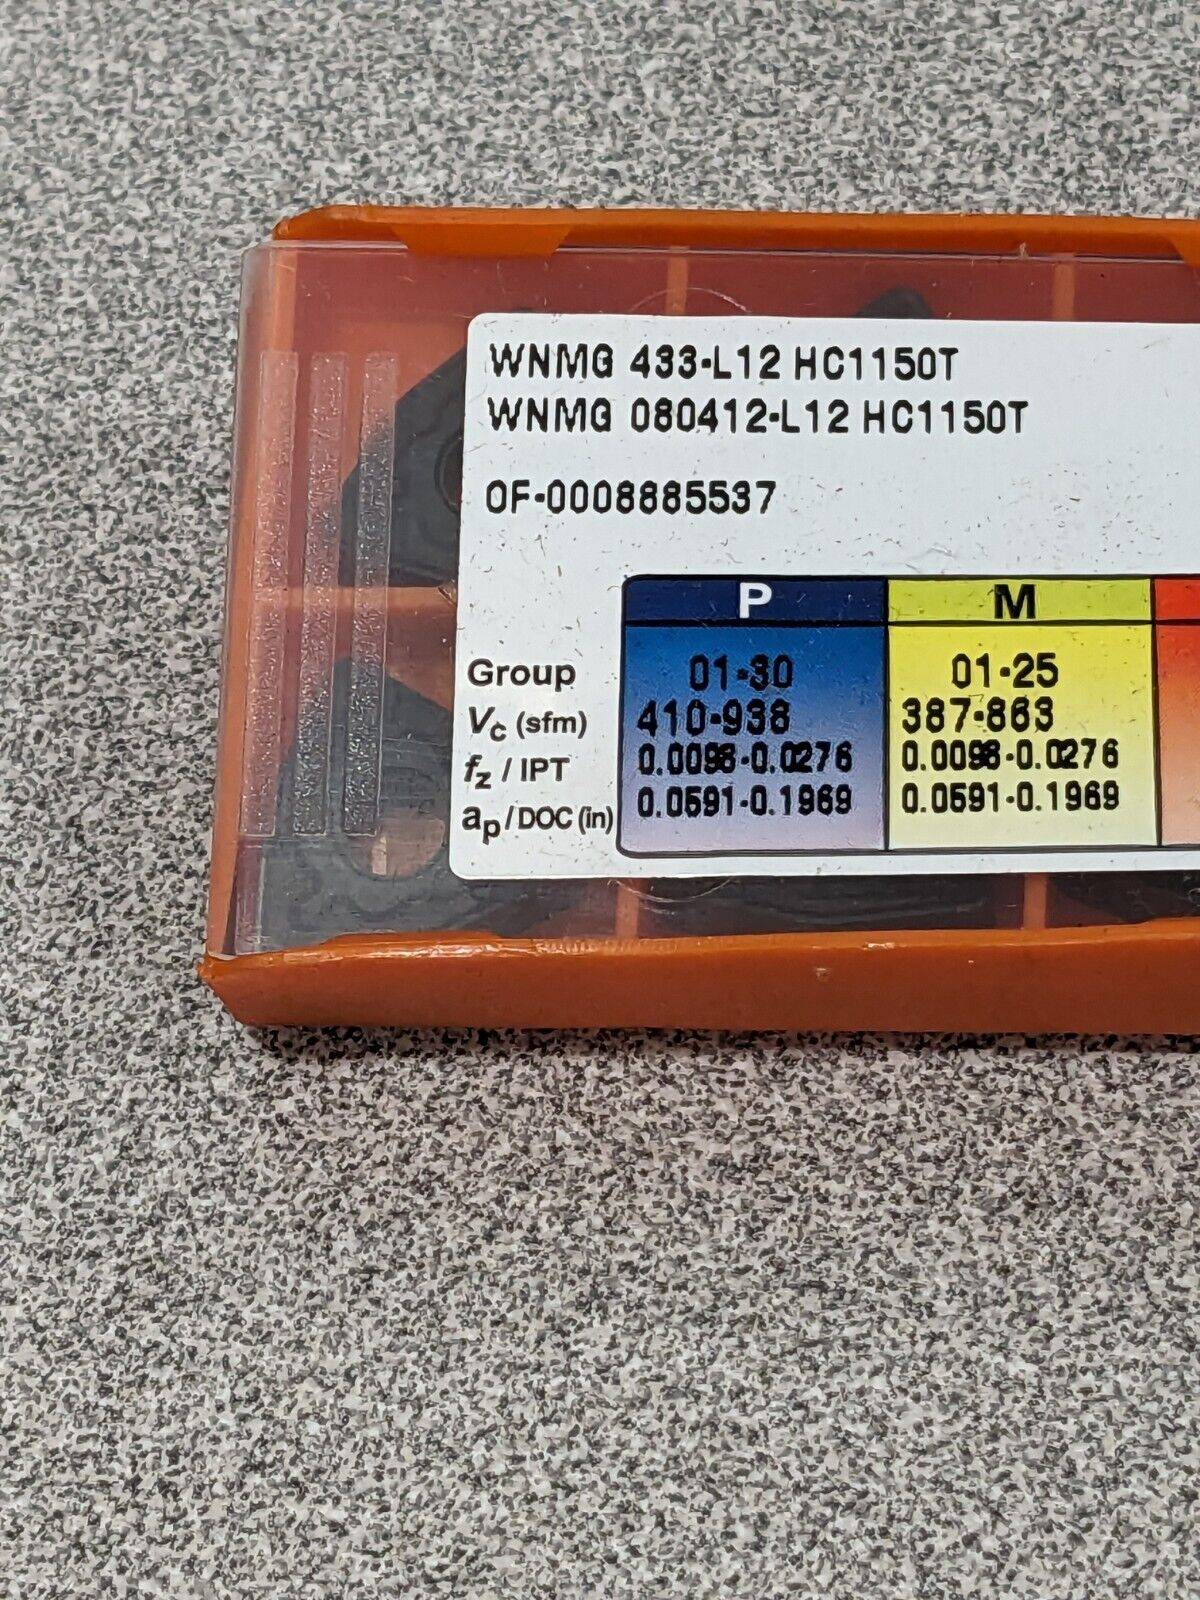 WNMG 433-L12 HC1150T
WNMG 080412-L12 HC1150T
OF-0008885537
P M
Group 01-30 01-25
Vc (sfm) 410-938 387-863
fz / IPT 0.0098-0.0276 0.0098-0.0276
ap / DOC (in) 0.0591-0.1969 0.0591-0.1969